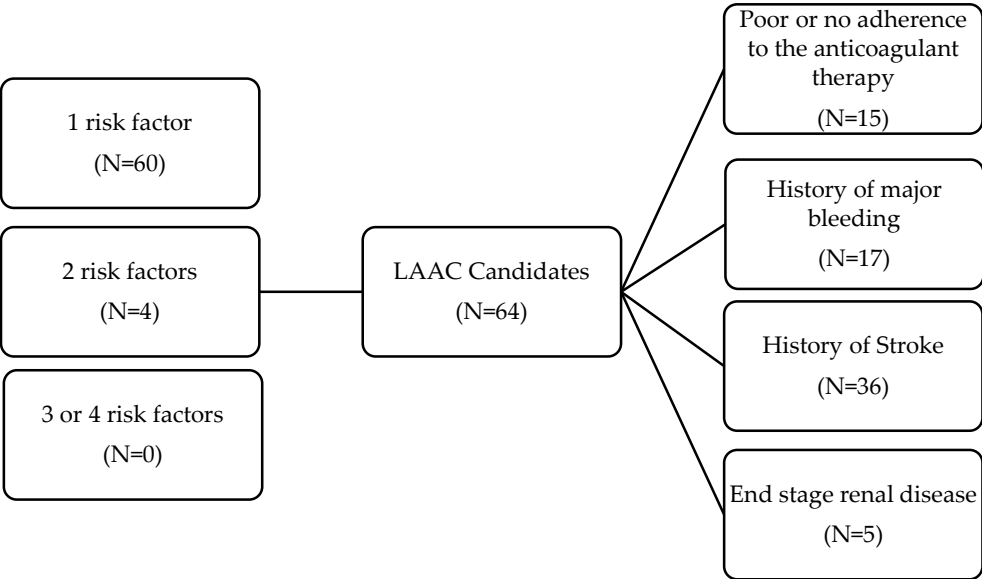 1 risk factor
(N=60)
2 risk factors
(N=4)
3 or 4 risk factors
(N=0)
LAAC Candidates
(N=64)
Poor or no adherence
to the anticoagulant
therapy
(N=15)
History of major
bleeding
(N=17)
History of Stroke
(N=36)
End stage renal disease
(N=5)